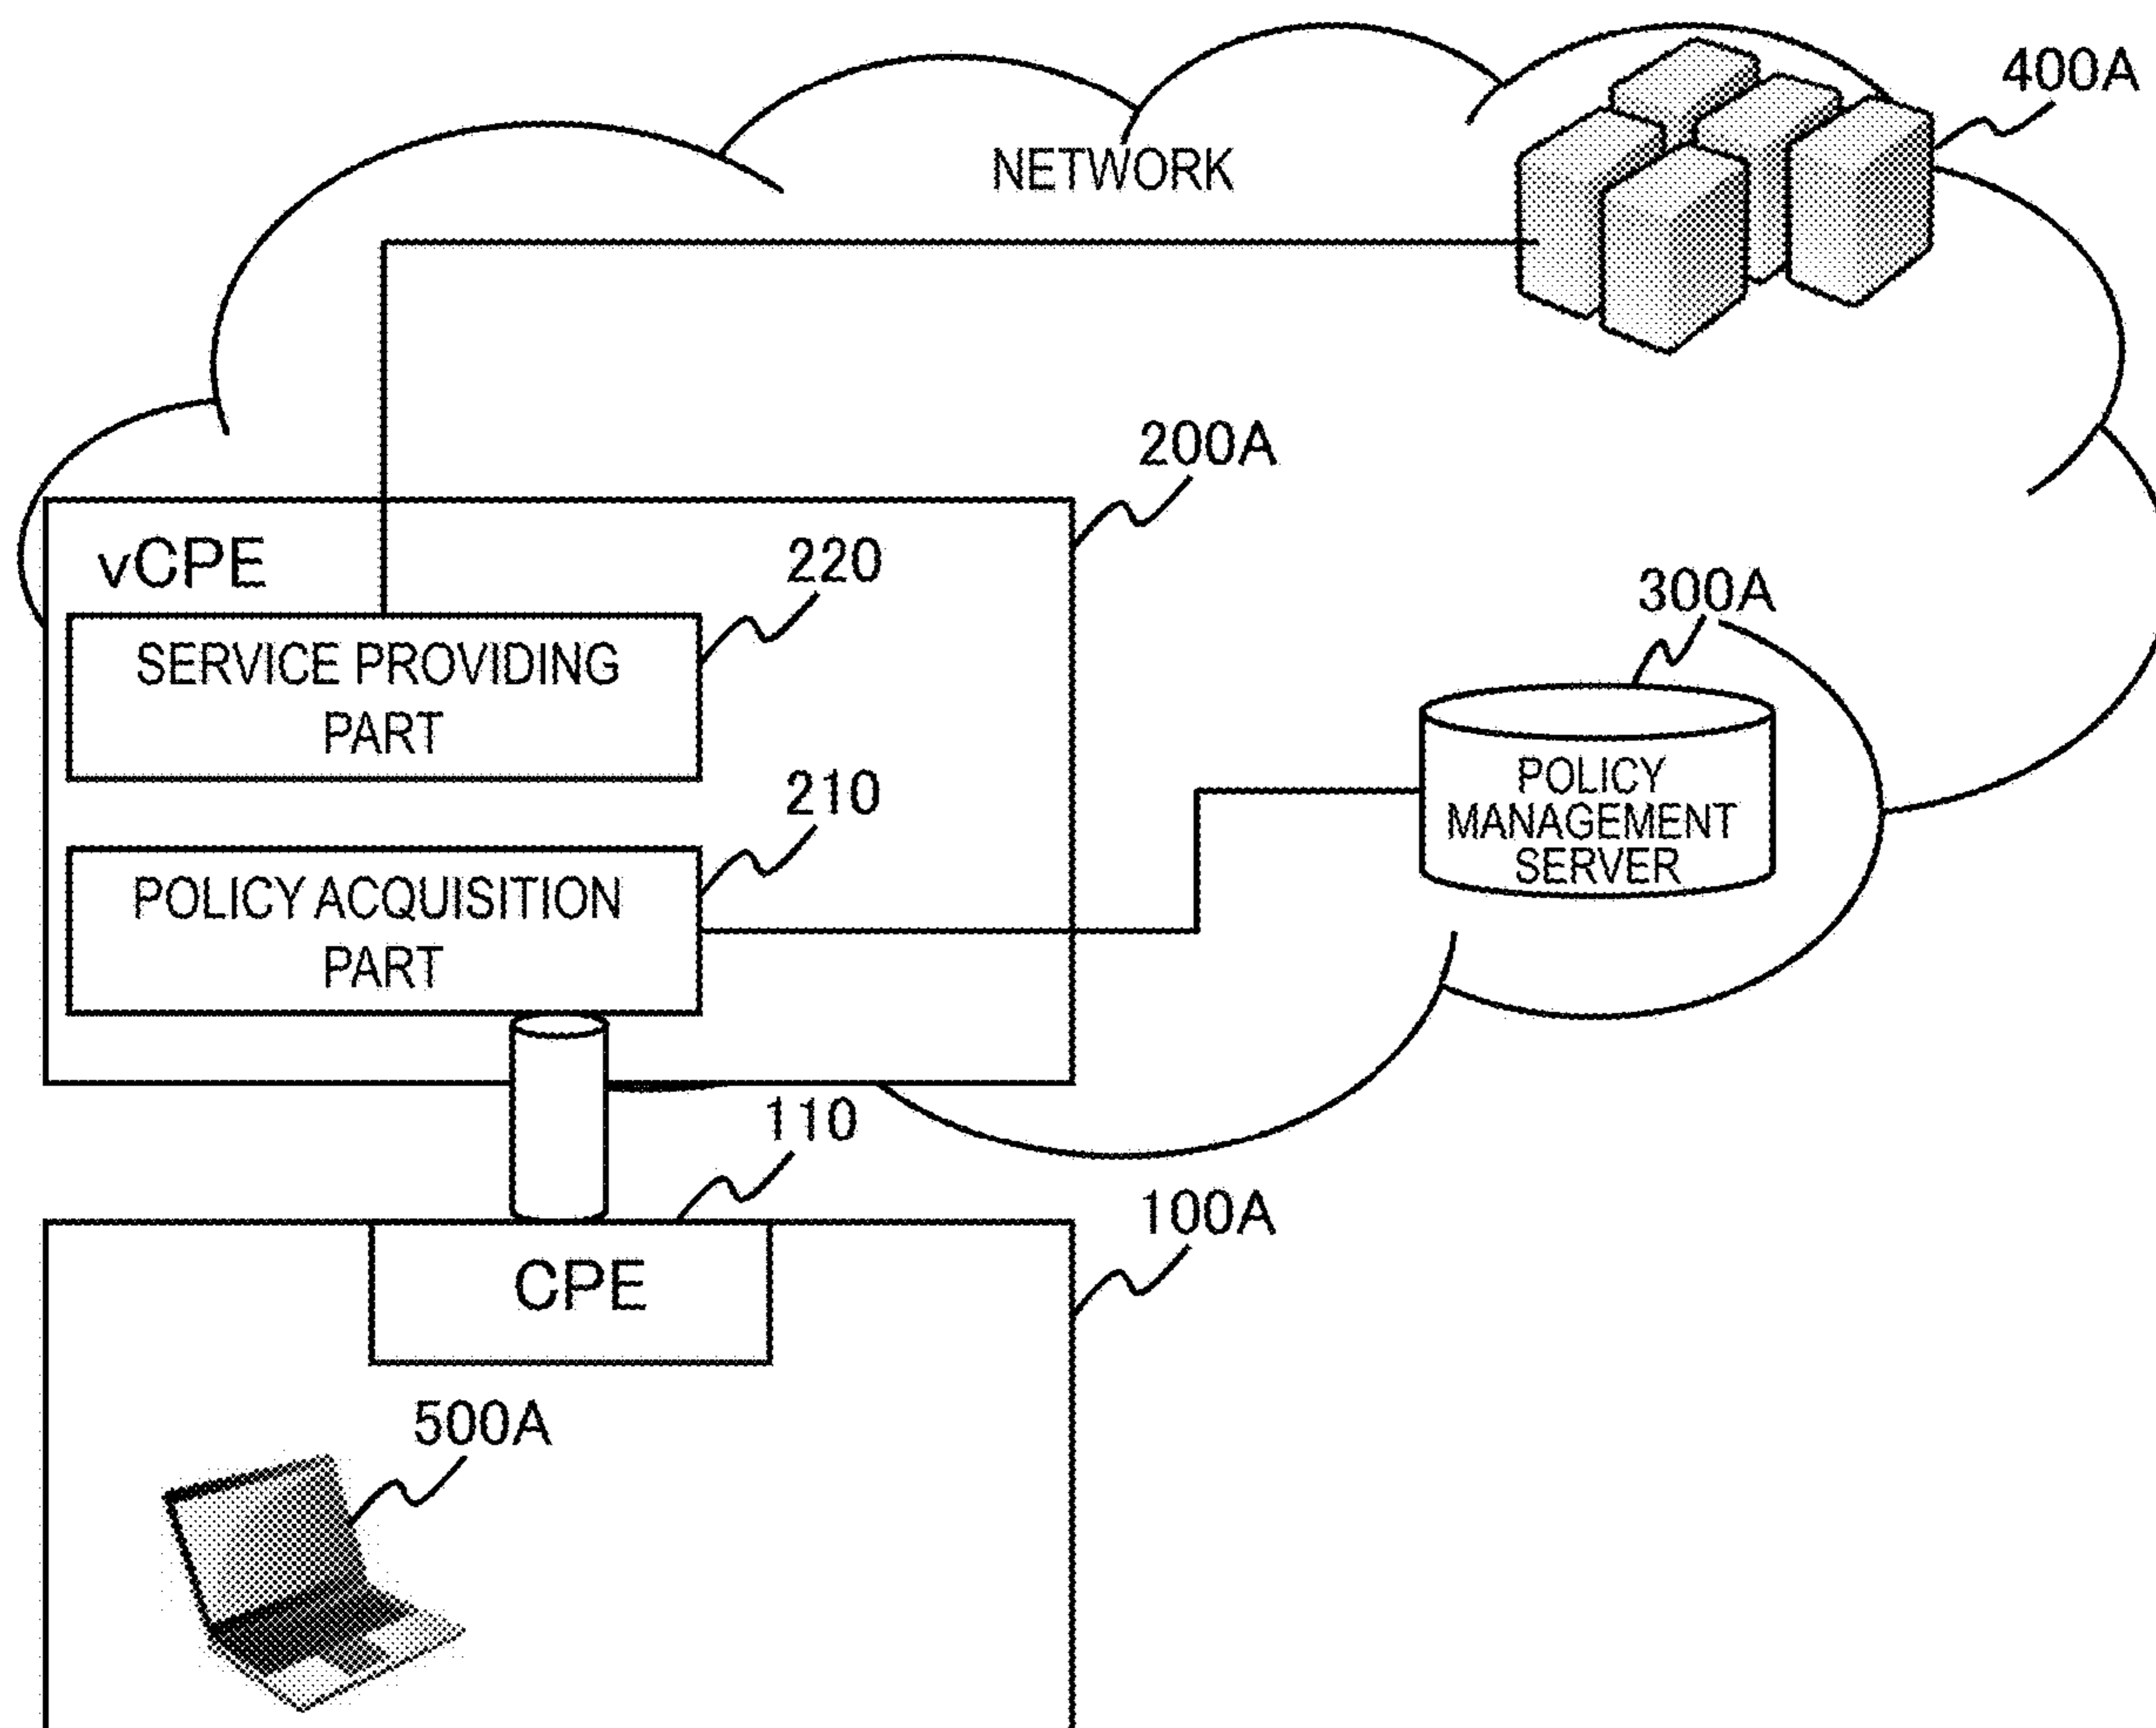 400A
NETWORK
200A
vCPE
220
SERVICE PROVIDING
PART
300A
POLICY
MANAGEMENT
SERVER
210
POLICY ACQUISITION
PART
110
100A
CPE
500A